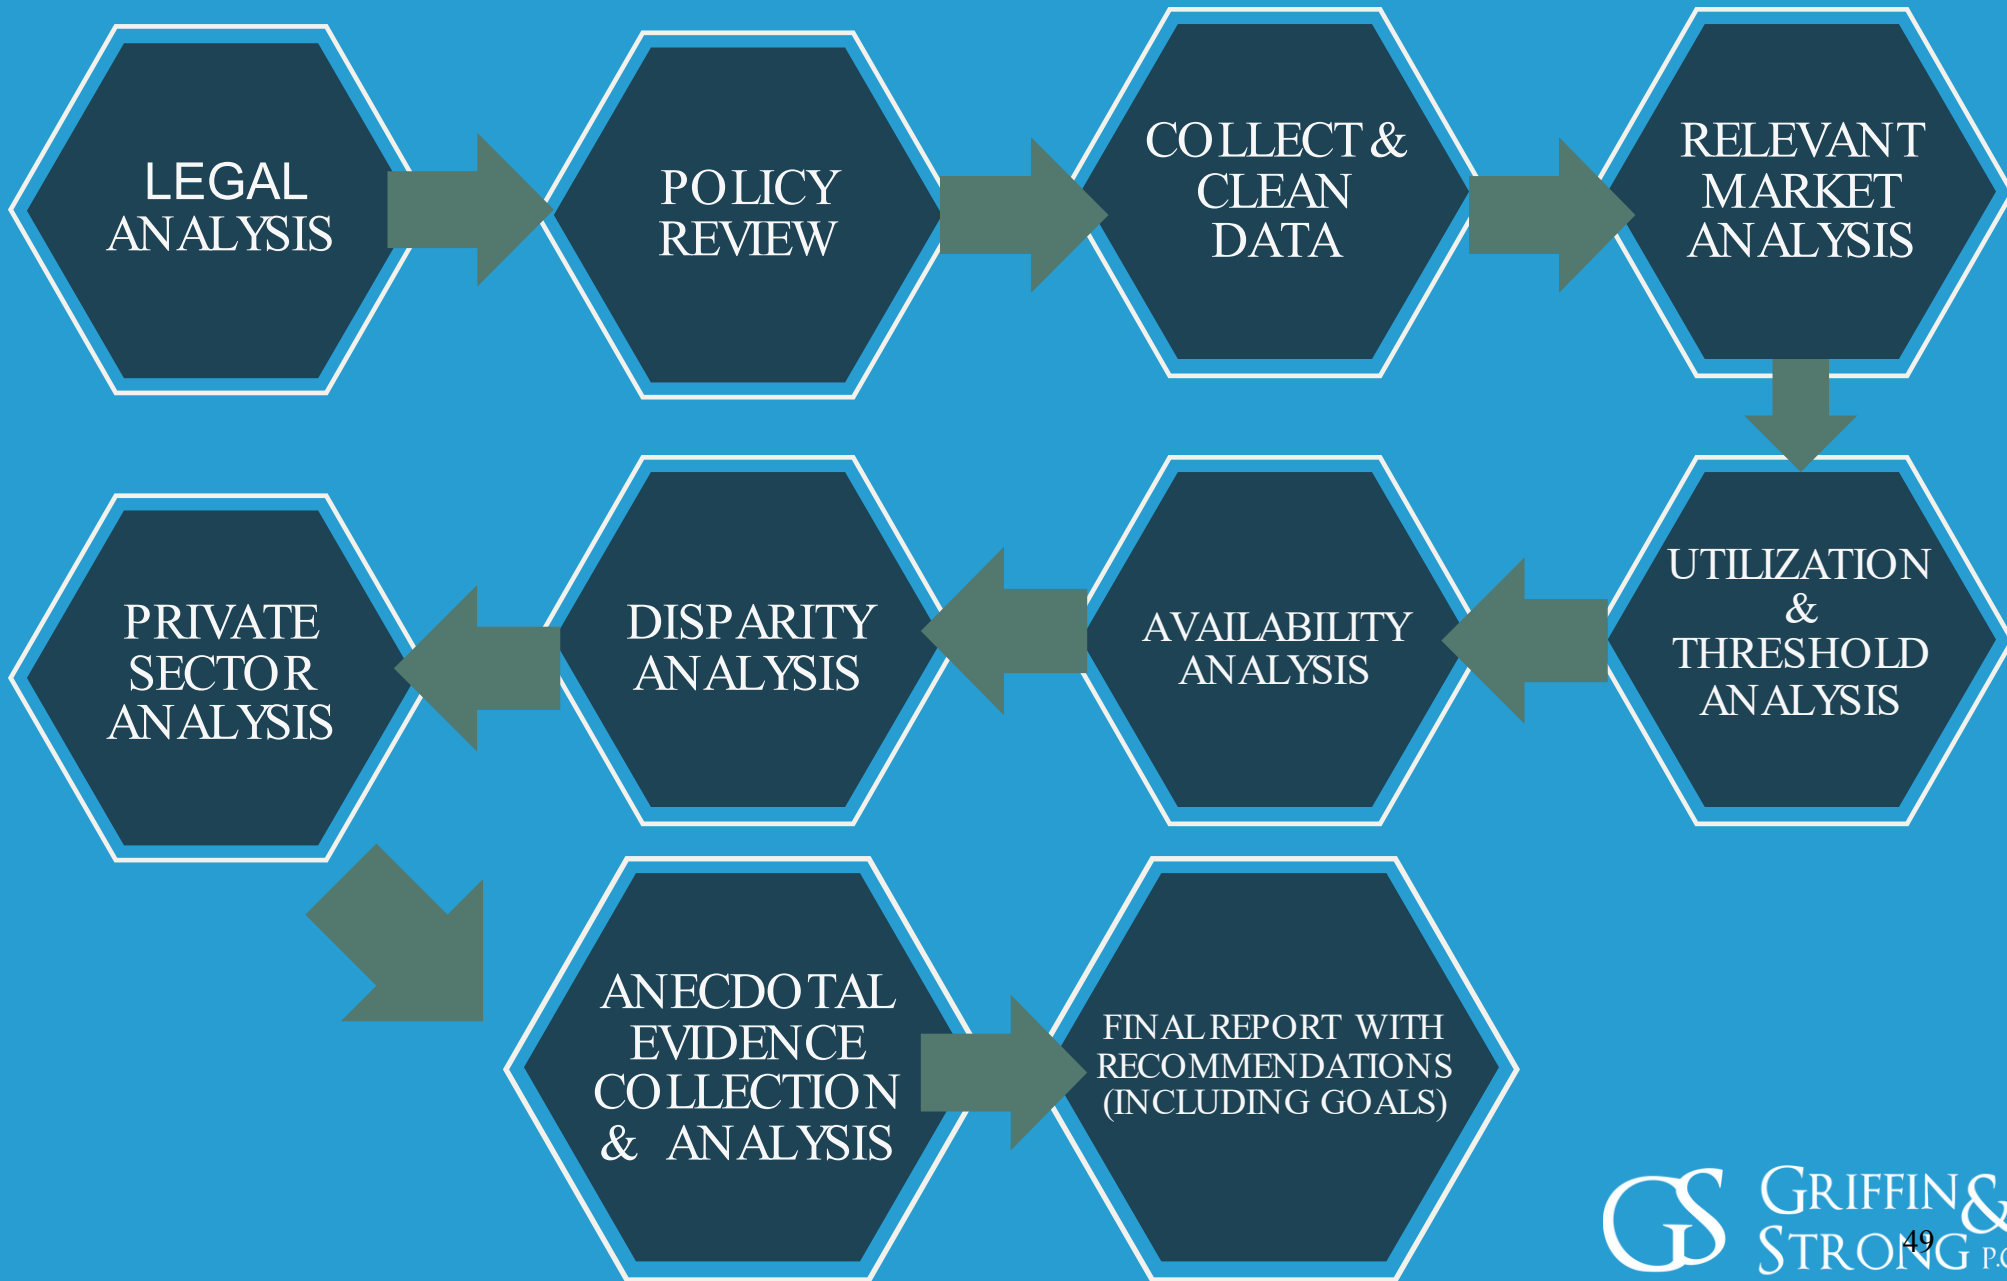 LEGAL
ANALYSIS
POLICY
REVIEW
COLLECT &
CLEAN
DATA
RELEVANT
MARKET
ANALYSIS
UTILIZATION
&
THRESHOLD
ANALYSIS
AVAILABILITY
ANALYSIS
DISPARITY
ANALYSIS
PRIVATE
SECTOR
ANALYSIS
ANECDOTAL
EVIDENCE
COLLECTION
& ANALYSIS
FINAL REPORT WITH
RECOMMENDATIONS
(INCLUDING GOALS)
GS
GRIFFIN &
STRONG P.C
49